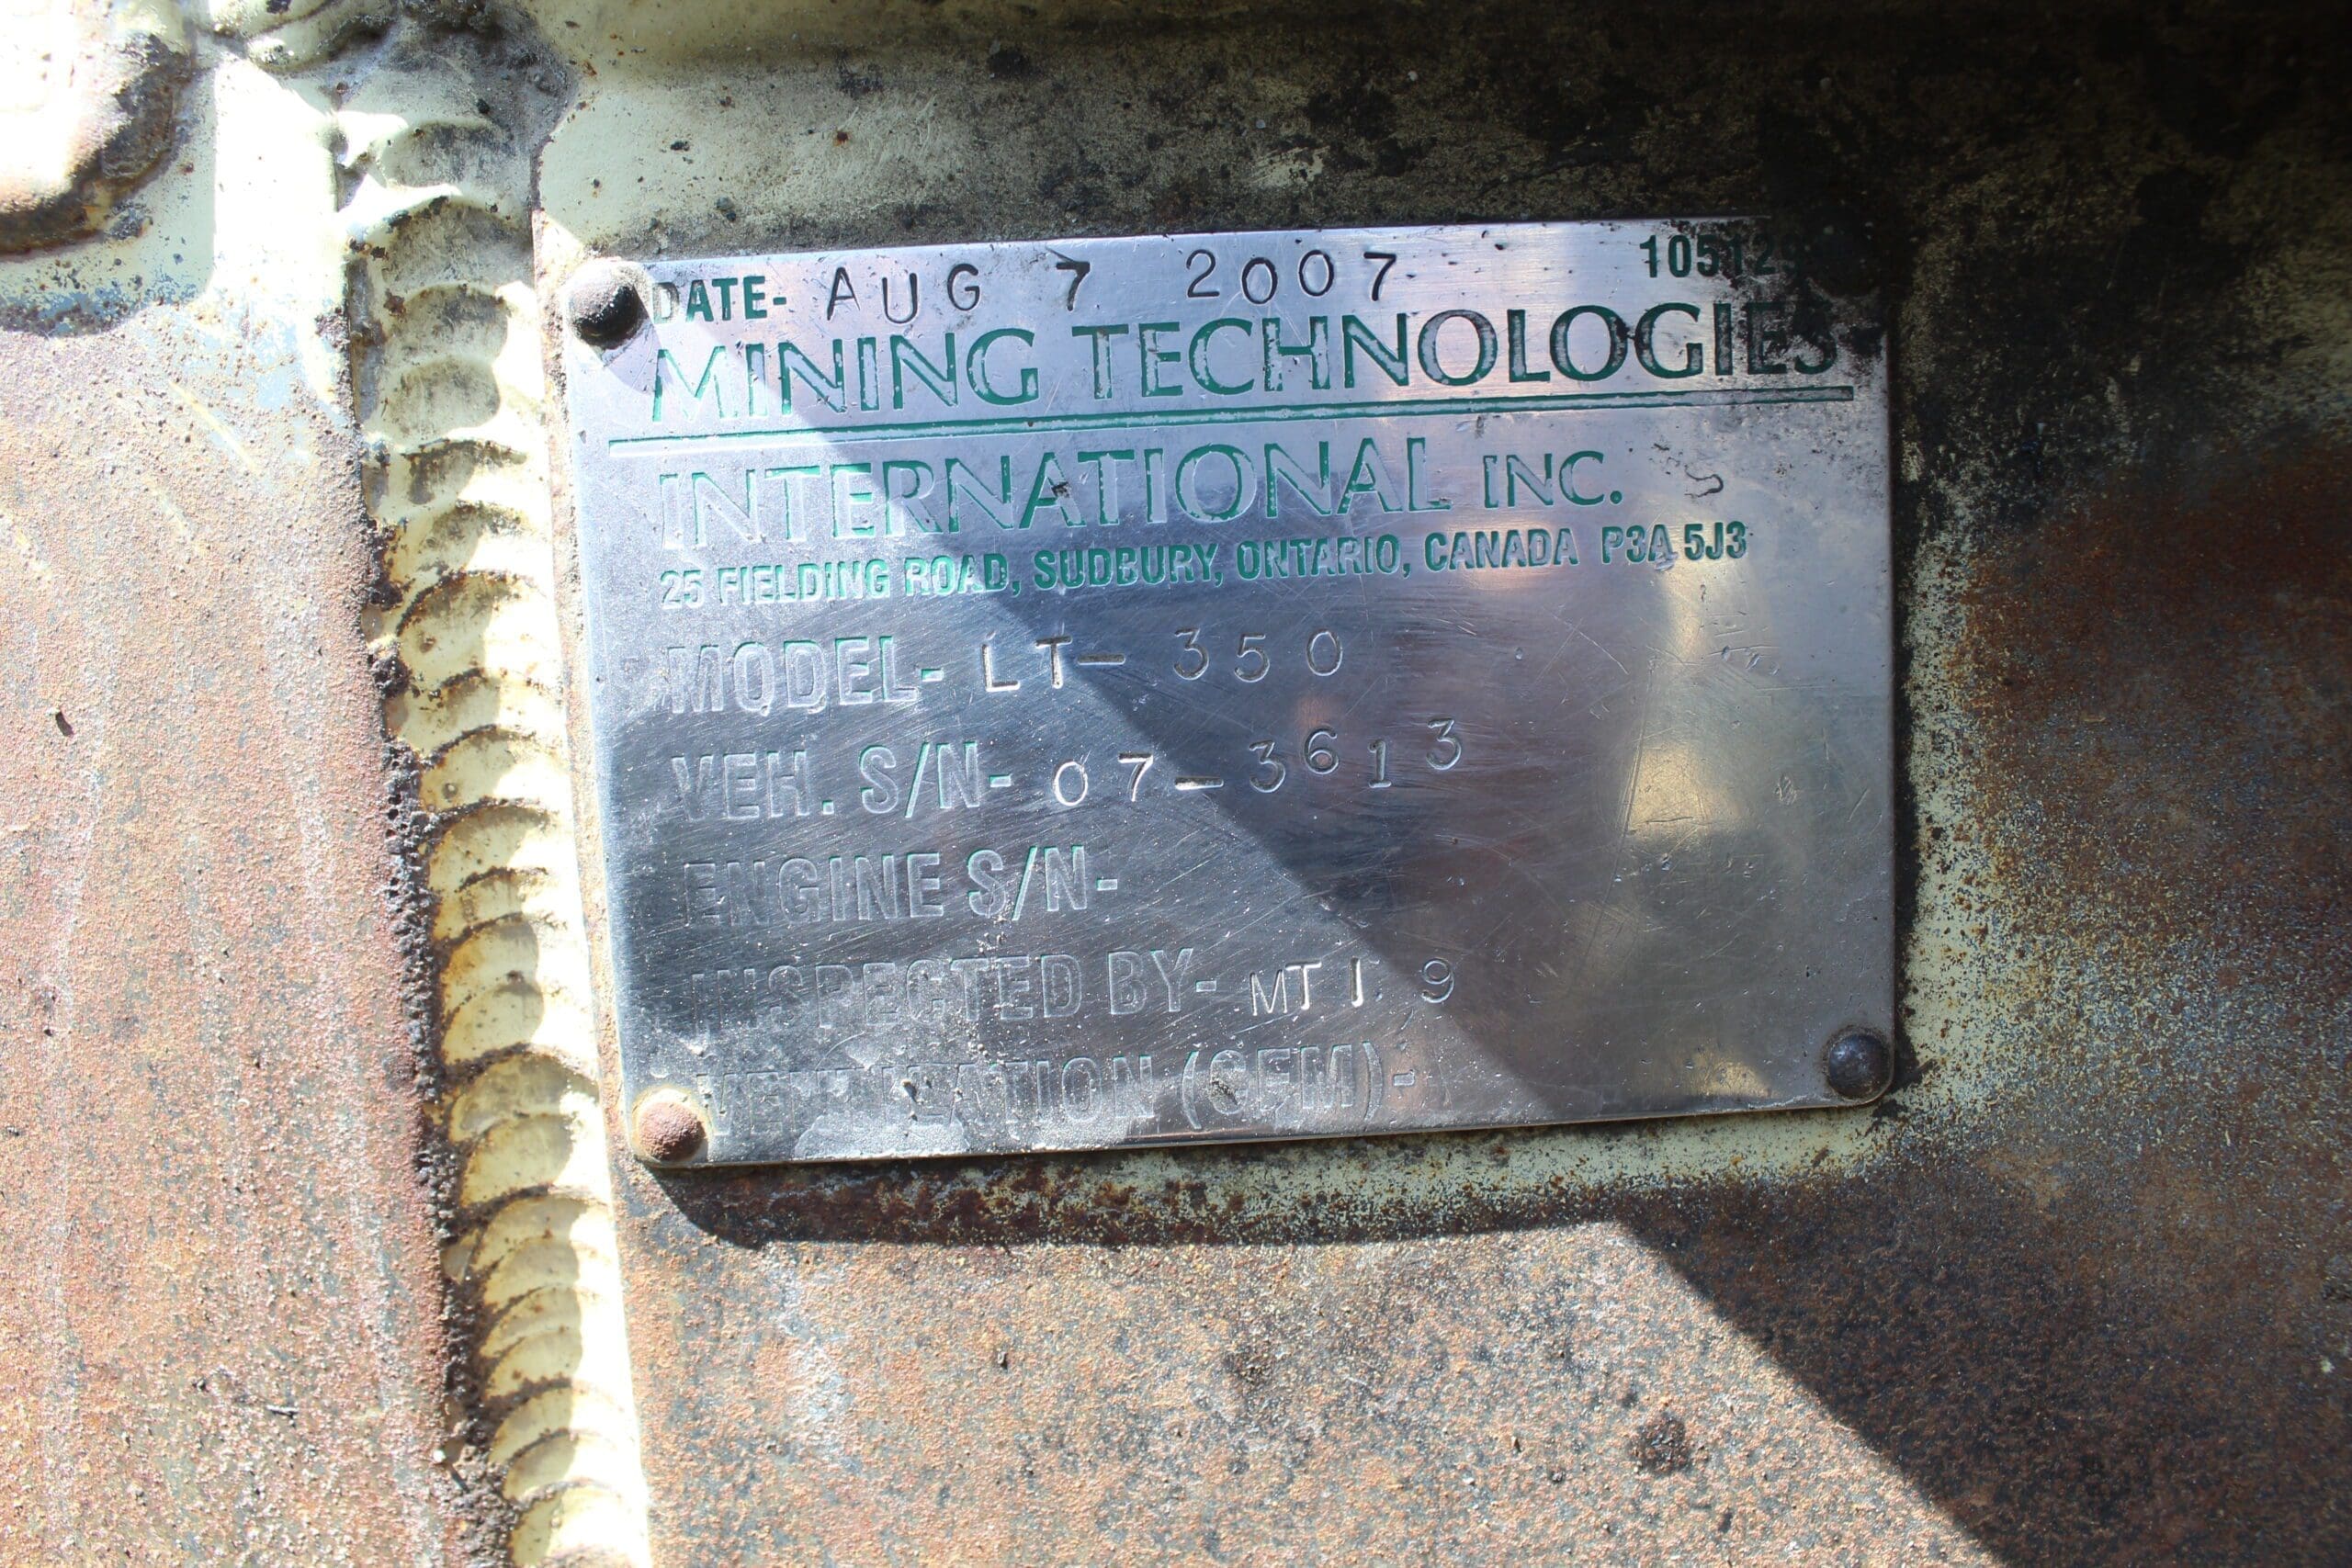 DATE- AUG 7 2007
MINING TECHNOLOGIES
INTERNATIONAL INC.
25 FIELDING ROAD, SUDBURY, ONTARIO, CANADA P3A 5J3
MODEL- LT-350
VEH. S/N- 07-3613
ENGINE S/N-
INSPECTED BY- MTI 9
VENTILATION (CFM)-